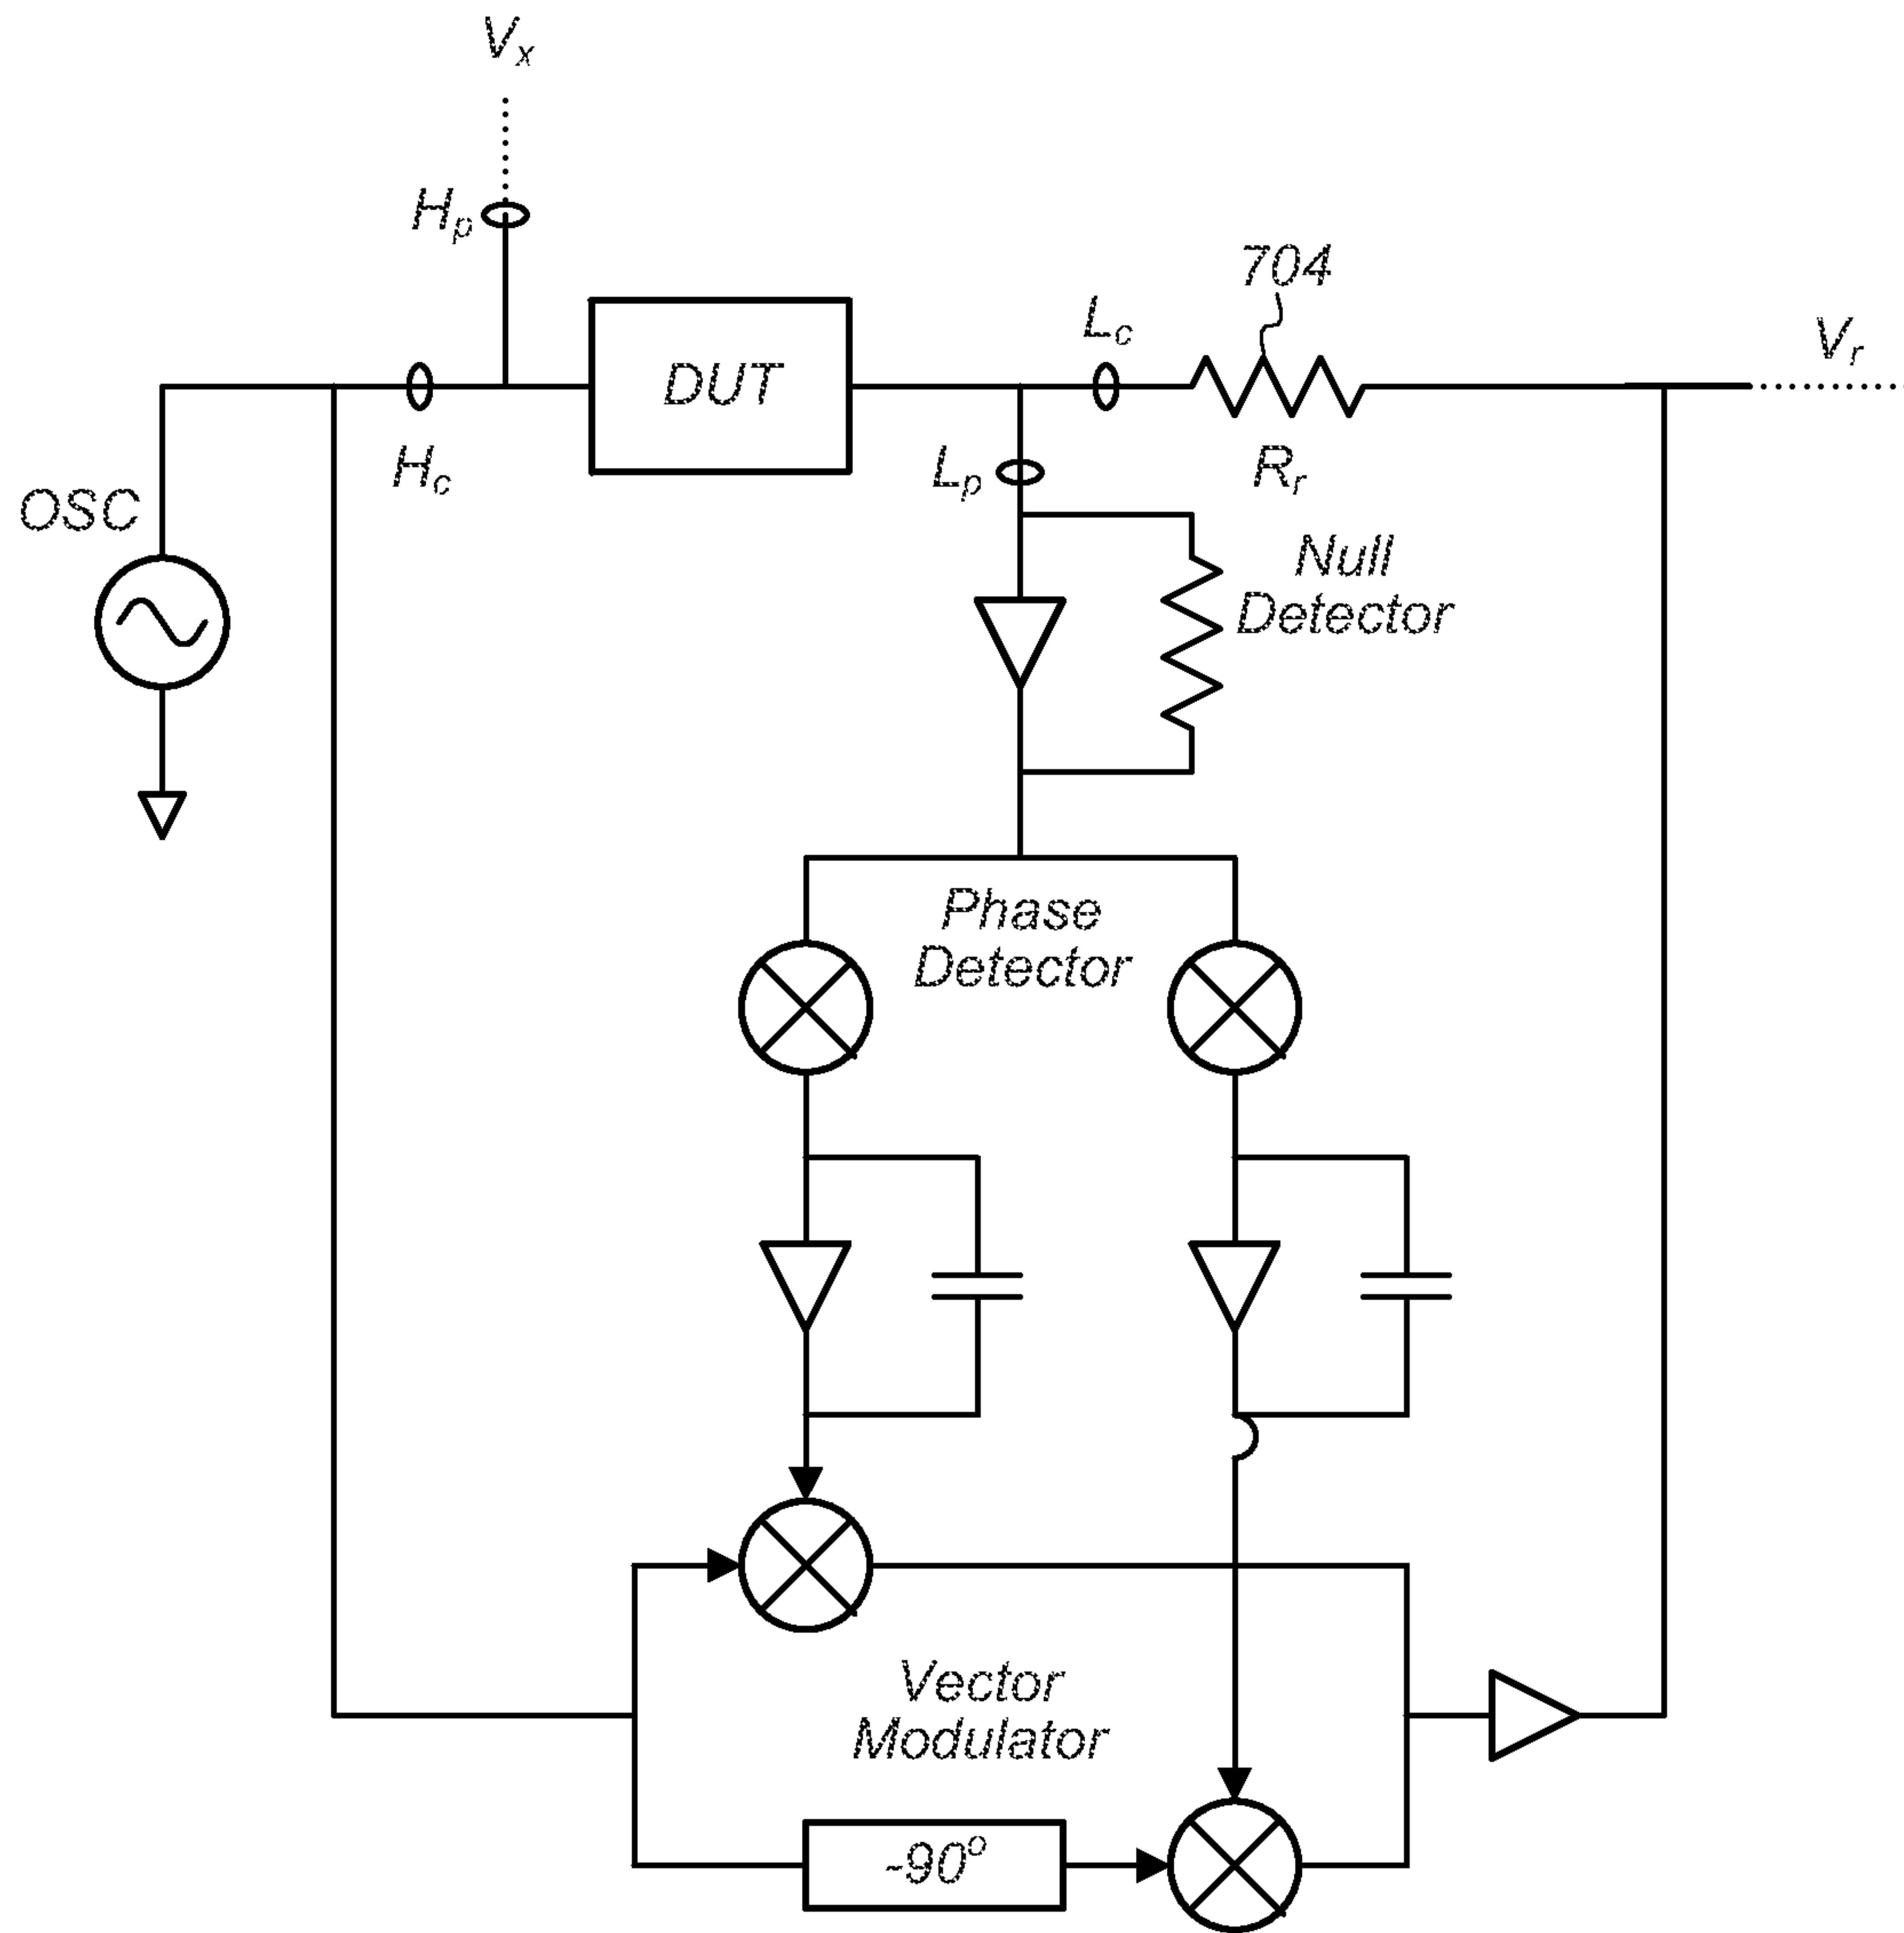 Vx
Hp
704
Lc
Vr
DUT
Hc
Lp
Rr
OSC
Null
Detector
Phase
Detector
Vector
Modulator
-90°